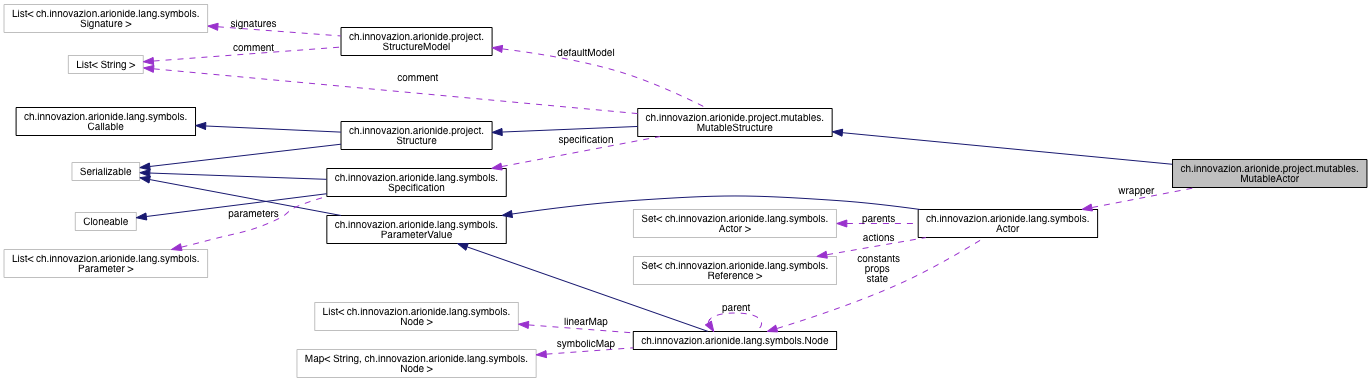 List< ch.innovazion.arionide.lang.symbols.
Signature >
signatures
ch.innovazion.arionide.project.
StructureModel
comment
List< String >
defaultModel
comment
ch.innovazion.arionide.project.mutables.
MutableStructure
ch.innovazion.arionide.lang.symbols.
Callable
ch.innovazion.arionide.project.
Structure
specification
Serializable
ch.innovazion.arionide.lang.symbols.
Specification
ch.innovazion.arionide.project.mutables.
MutableActor
wrapper
Cloneable
parameters
ch.innovazion.arionide.lang.symbols.
ParameterValue
Set< ch.innovazion.arionide.lang.symbols.
Actor >
parents
ch.innovazion.arionide.lang.symbols.
Actor
actions
List< ch.innovazion.arionide.lang.symbols.
Parameter >
Set< ch.innovazion.arionide.lang.symbols.
Reference >
constants
props
state
List< ch.innovazion.arionide.lang.symbols.
Node >
linearMap
parent
ch.innovazion.arionide.lang.symbols.Node
symbolicMap
Map< String, ch.innovazion.arionide.lang.symbols.
Node >